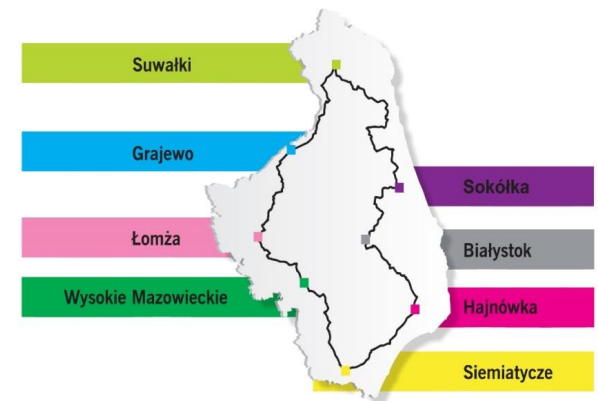 Suwałki
Grajewo
Łomża
Wysokie Mazowieckie
Sokółka
Białystok
Hajnówka
Siemiatycze